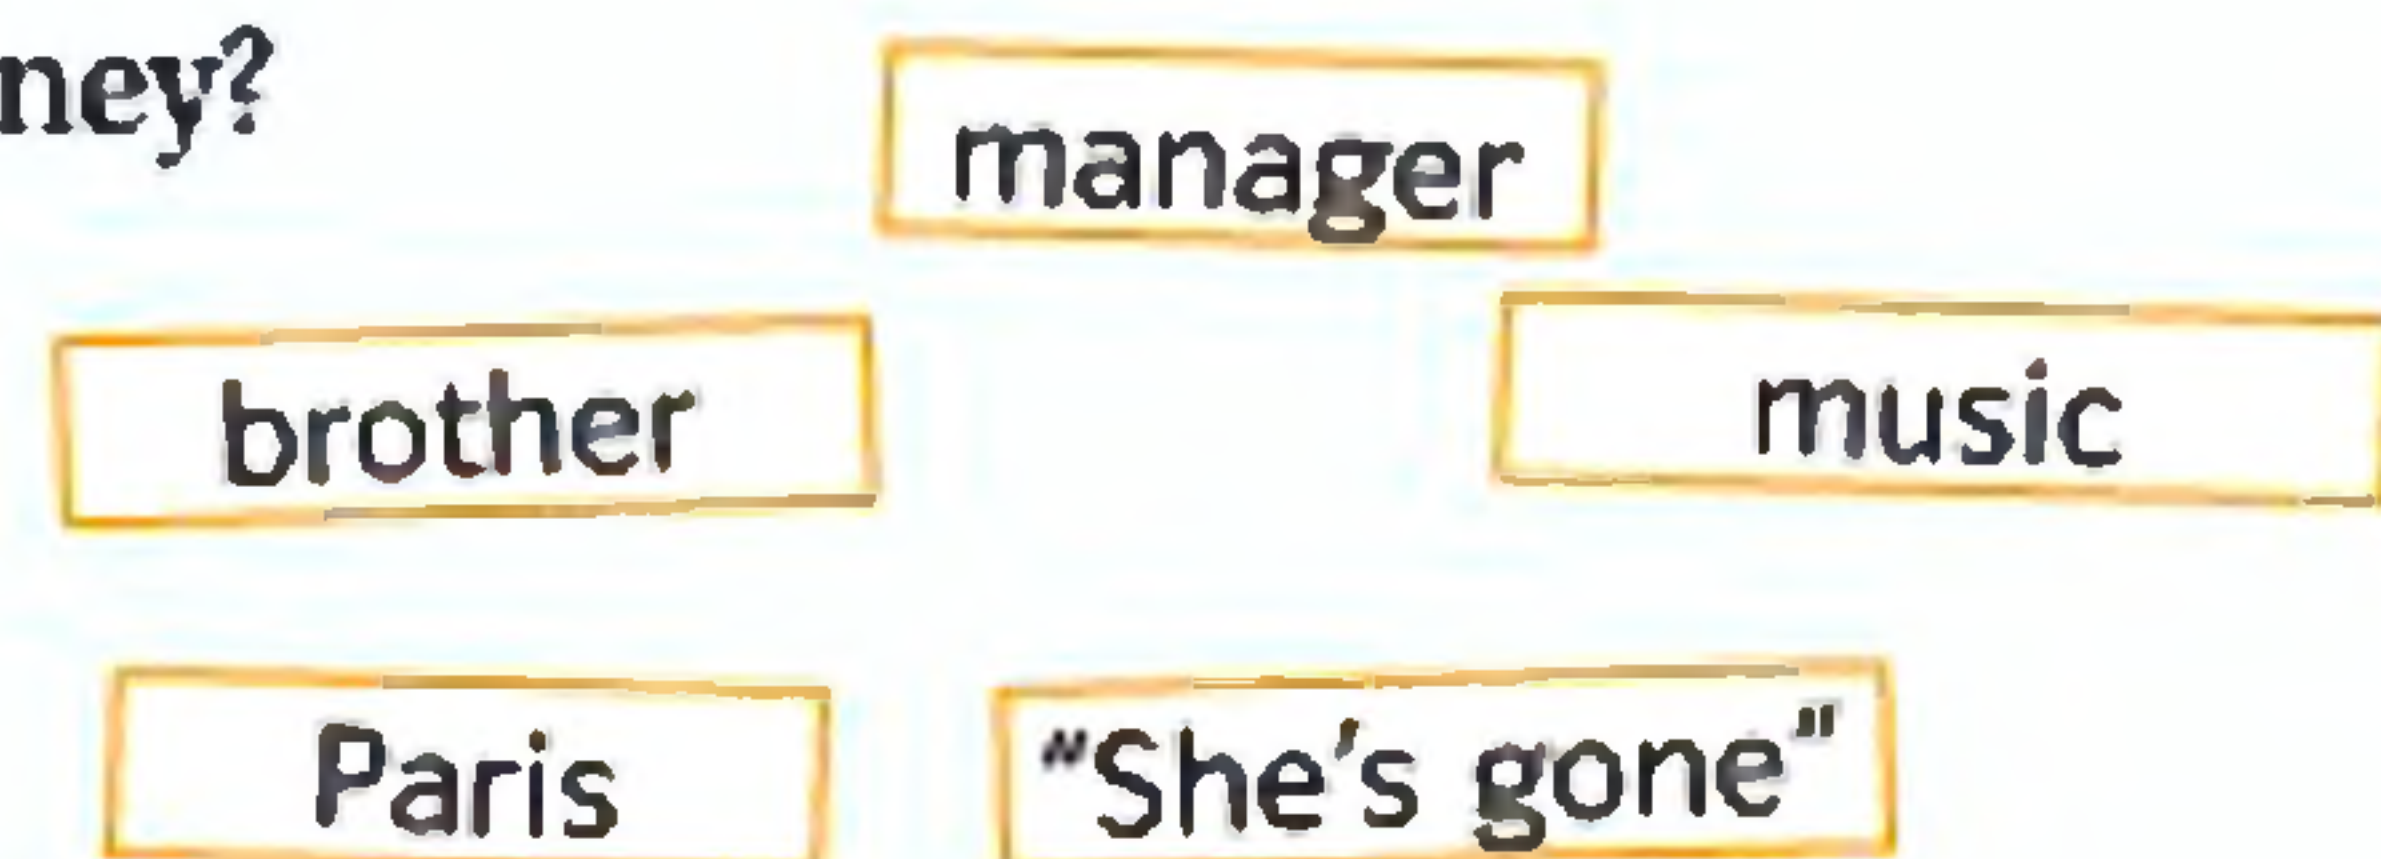 ney?
manager
brother
music
Paris
“She’s gone”